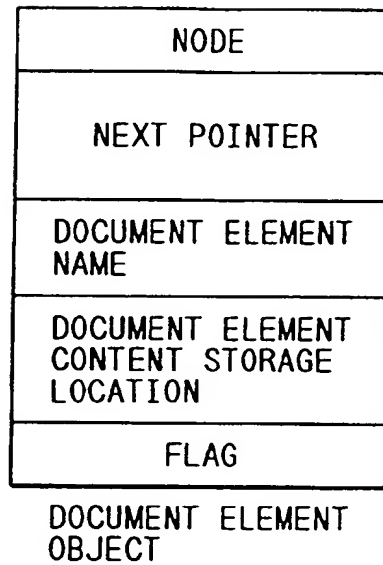 NODE
NEXT POINTER
DOCUMENT ELEMENT
NAME
DOCUMENT ELEMENT
CONTENT STORAGE
LOCATION
FLAG
DOCUMENT ELEMENT
OBJECT